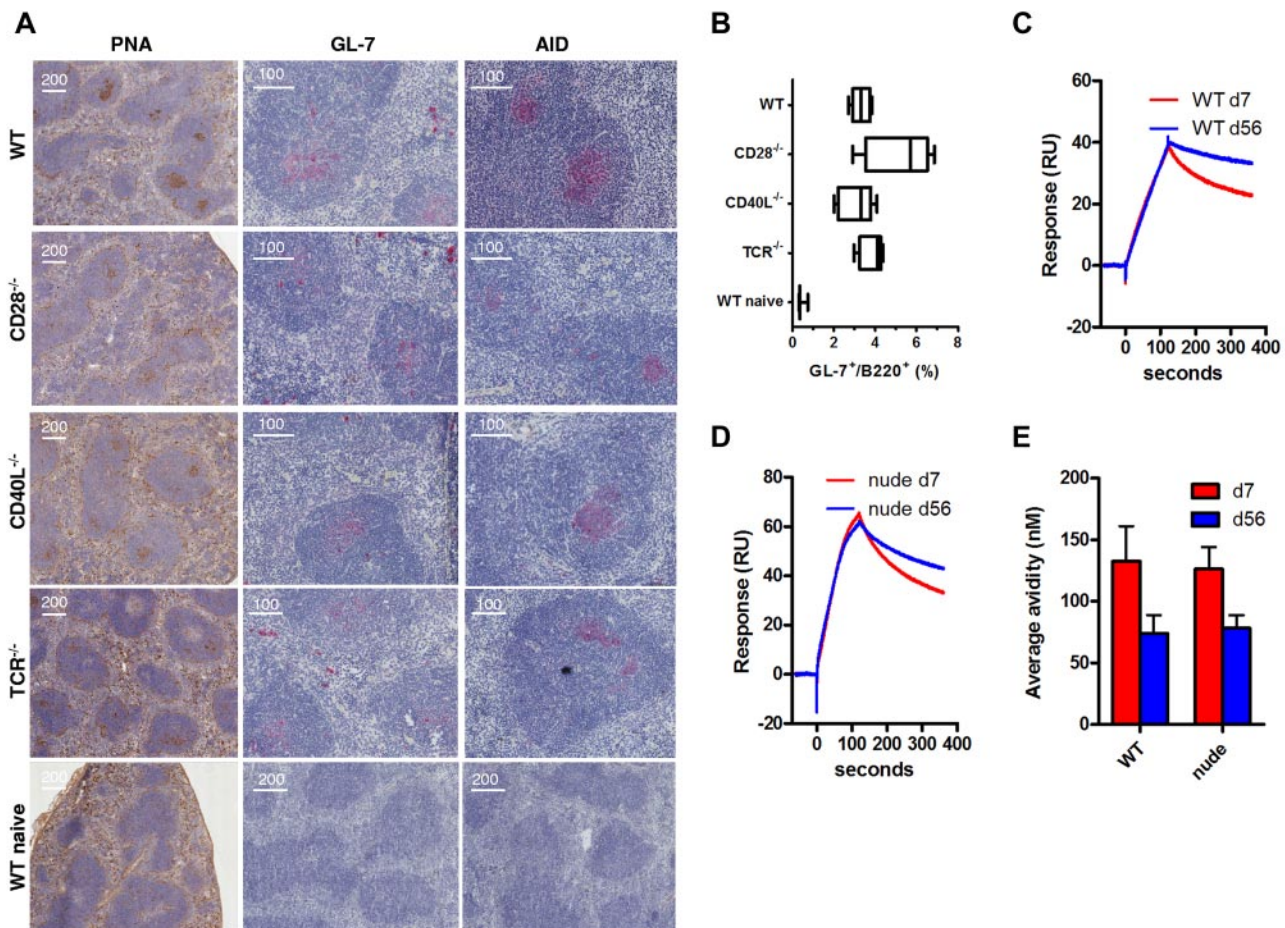 A
PNA GL-7 AID
WT
200 100 100
CD28-/-
200 100 100
CD40L-/-
200 100 100
TCR-/-
200 100 100
WT naive
200 200 200
B
WT
CD28-/-
CD40L-/-
TCR-/-
WT naive
0 2 4 6 8
GL-7+/B220+ (%)
C
WT d7
WT d56
Response (RU)
60
40
20
0
-20
0 100 200 300 400
seconds
D
nude d7
nude d56
Response (RU)
80
60
40
20
0
-20
0 100 200 300 400
seconds
E
d7
d56
Average avidity (nM)
200
150
100
50
0
WT nude